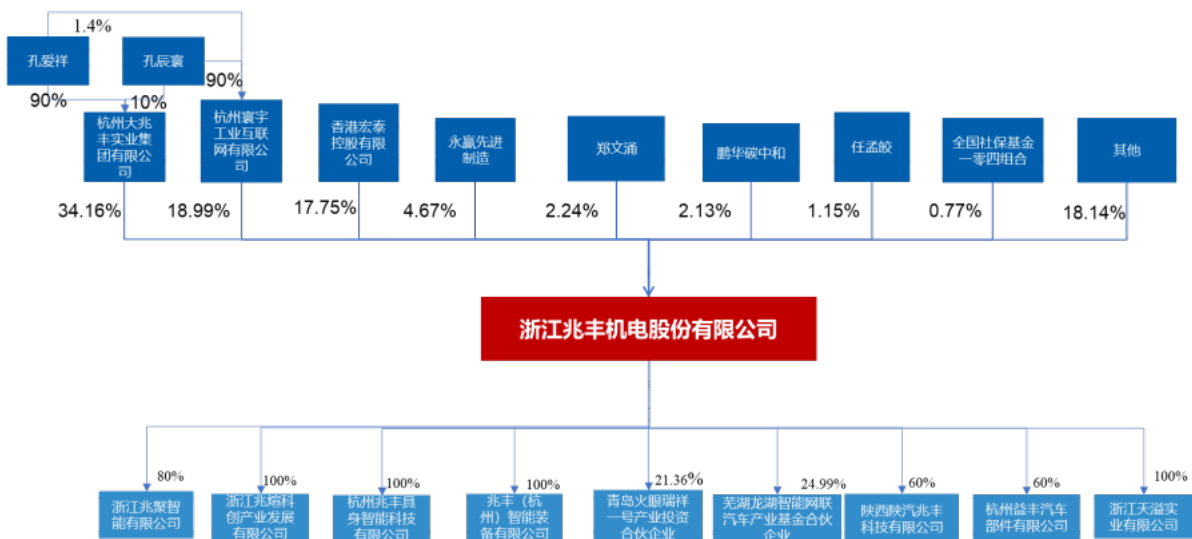 1.4%
孔爱祥
孔辰寰
90%
90%
10%
杭州大兆
丰实业集
团有限公
司
杭州寰宇
工业互联
网有限公
司
香港宏泰
控股有限
公司
永赢先进
制造
郑文涌
鹏华碳中和
任孟皎
全国社保基金
一零四组合
其他
34.16%
18.99%
17.75%
4.67%
2.24%
2.13%
1.15%
0.77%
18.14%
浙江兆丰机电股份有限公司
80%
100%
100%
100%
21.36%
24.99%
60%
60%
100%
浙江兆聚智
能有限公司
浙江兆煊科
创产业发展
有限公司
杭州兆丰具
身智能科技
有限公司
兆丰（杭
州）智能装
备有限公司
青岛火眼瑞祥
一号产业投资
合伙企业
芜湖龙湖智能网联
汽车产业基金合伙
企业
陕西陕汽兆丰
科技有限公司
杭州益丰汽车
部件有限公司
浙江天溢实
业有限公司